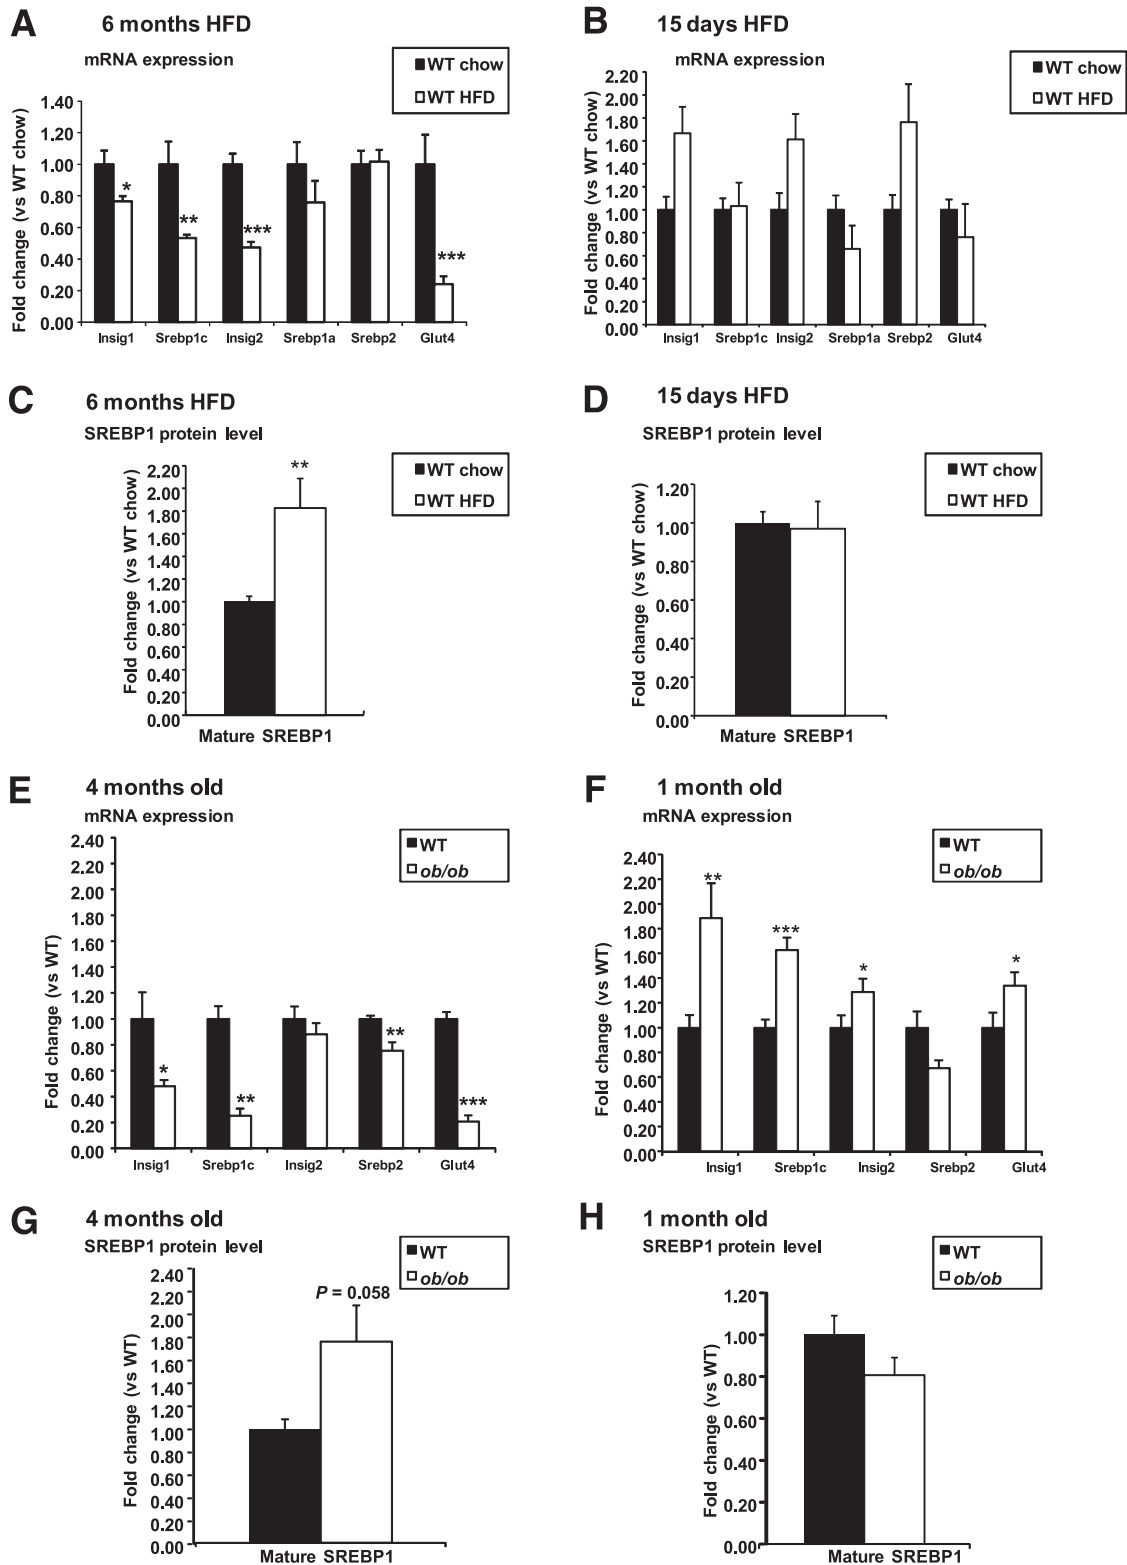 A 6 months HFD
mRNA expression
WT chow
WT HFD
Fold change (vs WT chow)
1.40
1.20
1.00
0.80
0.60
0.40
0.20
0.00
*
**
***
***
Insig1 Srebp1c Insig2 Srebp1a Srebp2 Glut4
B 15 days HFD
mRNA expression
WT chow
WT HFD
Fold change (vs WT chow)
2.20
2.00
1.80
1.60
1.40
1.20
1.00
0.80
0.60
0.40
0.20
0.00
Insig1 Srebp1c Insig2 Srebp1a Srebp2 Glut4
C 6 months HFD
SREBP1 protein level
WT chow
WT HFD
Fold change (vs WT chow)
2.20
2.00
1.80
1.60
1.40
1.20
1.00
0.80
0.60
0.40
0.20
0.00
**
Mature SREBP1
D 15 days HFD
SREBP1 protein level
WT chow
WT HFD
Fold change (vs WT chow)
1.20
1.00
0.80
0.60
0.40
0.20
0.00
Mature SREBP1
E 4 months old
mRNA expression
WT
ob/ob
Fold change (vs WT)
2.40
2.20
2.00
1.80
1.60
1.40
1.20
1.00
0.80
0.60
0.40
0.20
0.00
*
**
**
***
Insig1 Srebp1c Insig2 Srebp2 Glut4
F 1 month old
mRNA expression
WT
ob/ob
Fold change (vs WT)
2.40
2.20
2.00
1.80
1.60
1.40
1.20
1.00
0.80
0.60
0.40
0.20
0.00
**
***
*
*
Insig1 Srebp1c Insig2 Srebp2 Glut4
G 4 months old
SREBP1 protein level
WT
ob/ob
Fold change (vs WT)
2.40
2.20
2.00
1.80
1.60
1.40
1.20
1.00
0.80
0.60
0.40
0.20
0.00
P = 0.058
Mature SREBP1
H 1 month old
SREBP1 protein level
WT
ob/ob
Fold change (vs WT)
1.20
1.00
0.80
0.60
0.40
0.20
0.00
Mature SREBP1